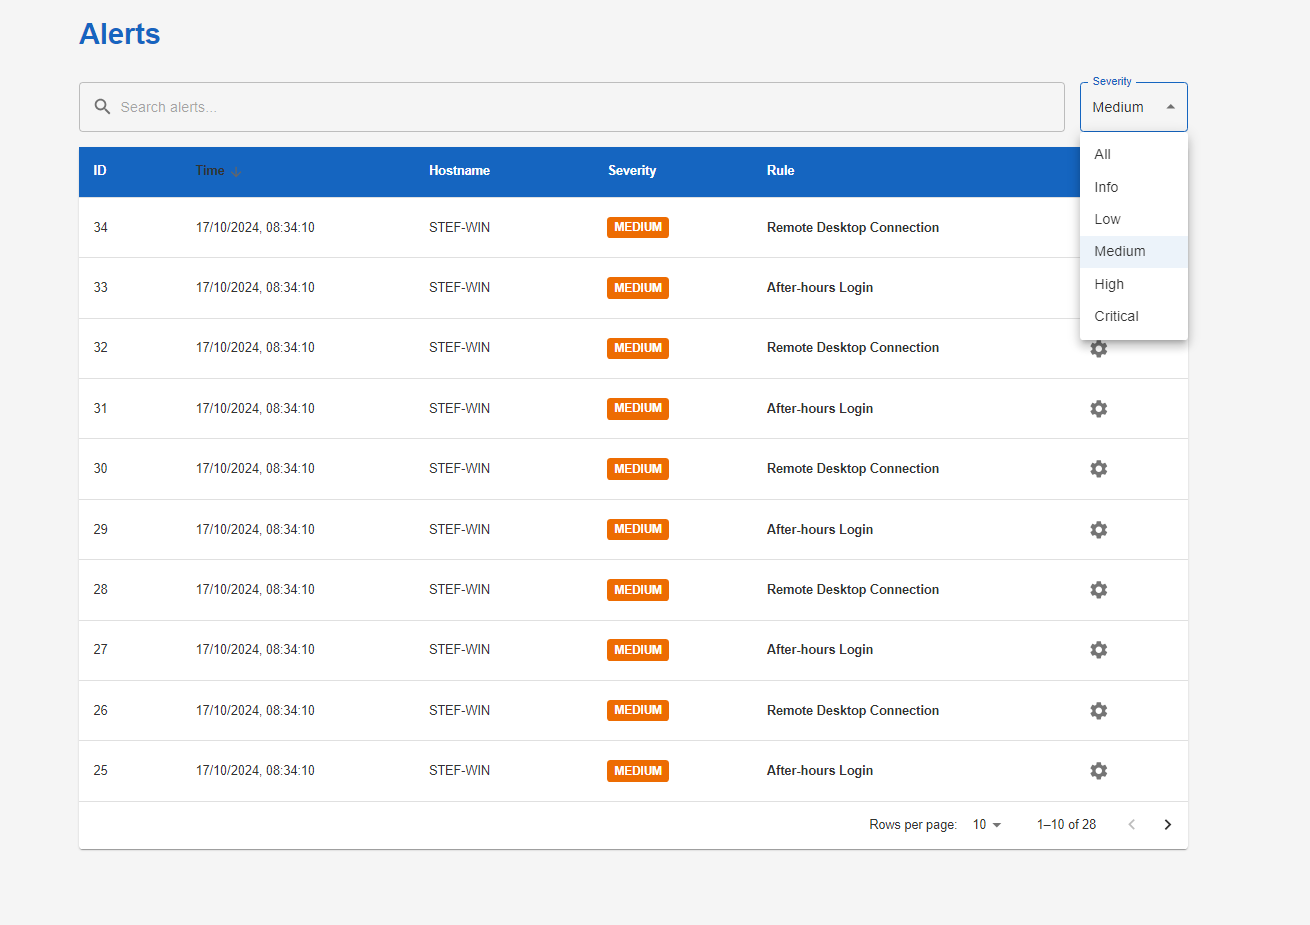 Alerts
Severity
Search alerts...
Medium
ID Time Hostname Severity Rule
All
Info
Low
Medium
High
Critical
34 17/10/2024, 08:34:10 STEF-WIN MEDIUM Remote Desktop Connection
33 17/10/2024, 08:34:10 STEF-WIN MEDIUM After-hours Login
32 17/10/2024, 08:34:10 STEF-WIN MEDIUM Remote Desktop Connection
31 17/10/2024, 08:34:10 STEF-WIN MEDIUM After-hours Login
30 17/10/2024, 08:34:10 STEF-WIN MEDIUM Remote Desktop Connection
29 17/10/2024, 08:34:10 STEF-WIN MEDIUM After-hours Login
28 17/10/2024, 08:34:10 STEF-WIN MEDIUM Remote Desktop Connection
27 17/10/2024, 08:34:10 STEF-WIN MEDIUM After-hours Login
26 17/10/2024, 08:34:10 STEF-WIN MEDIUM Remote Desktop Connection
25 17/10/2024, 08:34:10 STEF-WIN MEDIUM After-hours Login
Rows per page: 10 1–10 of 28